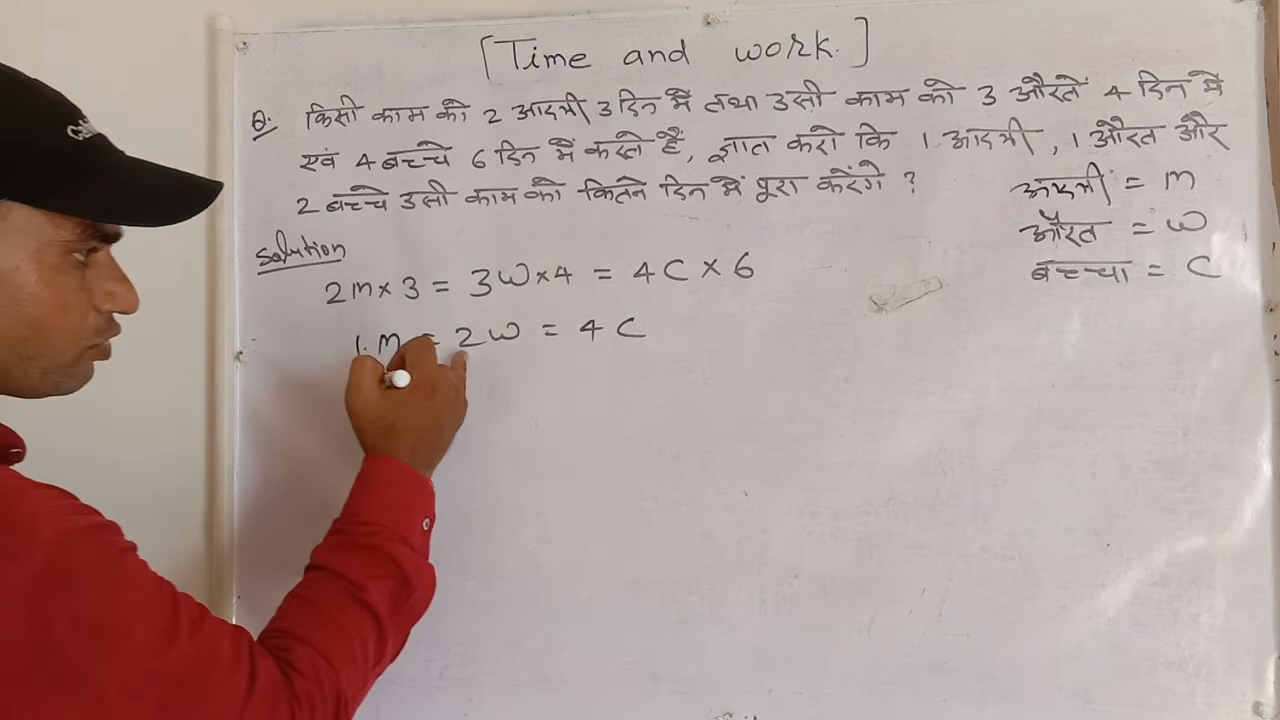 [Time and work.]
Q. किसी काम को 2 आदमी 3 दिन में तथा उसी काम को 3 औरतें 4 दिन में
एवं 4 बच्चे 6 दिन में करते हैं, ज्ञात करो कि 1 आदमी, 1 औरत और
2 बच्चे उसी काम को कितने दिन में पूरा करेंगे ?
आदमी = m
औरत = w
बच्चा = C
Solution
2m×3 = 3w×4 = 4C×6
1m = 2w = 4C